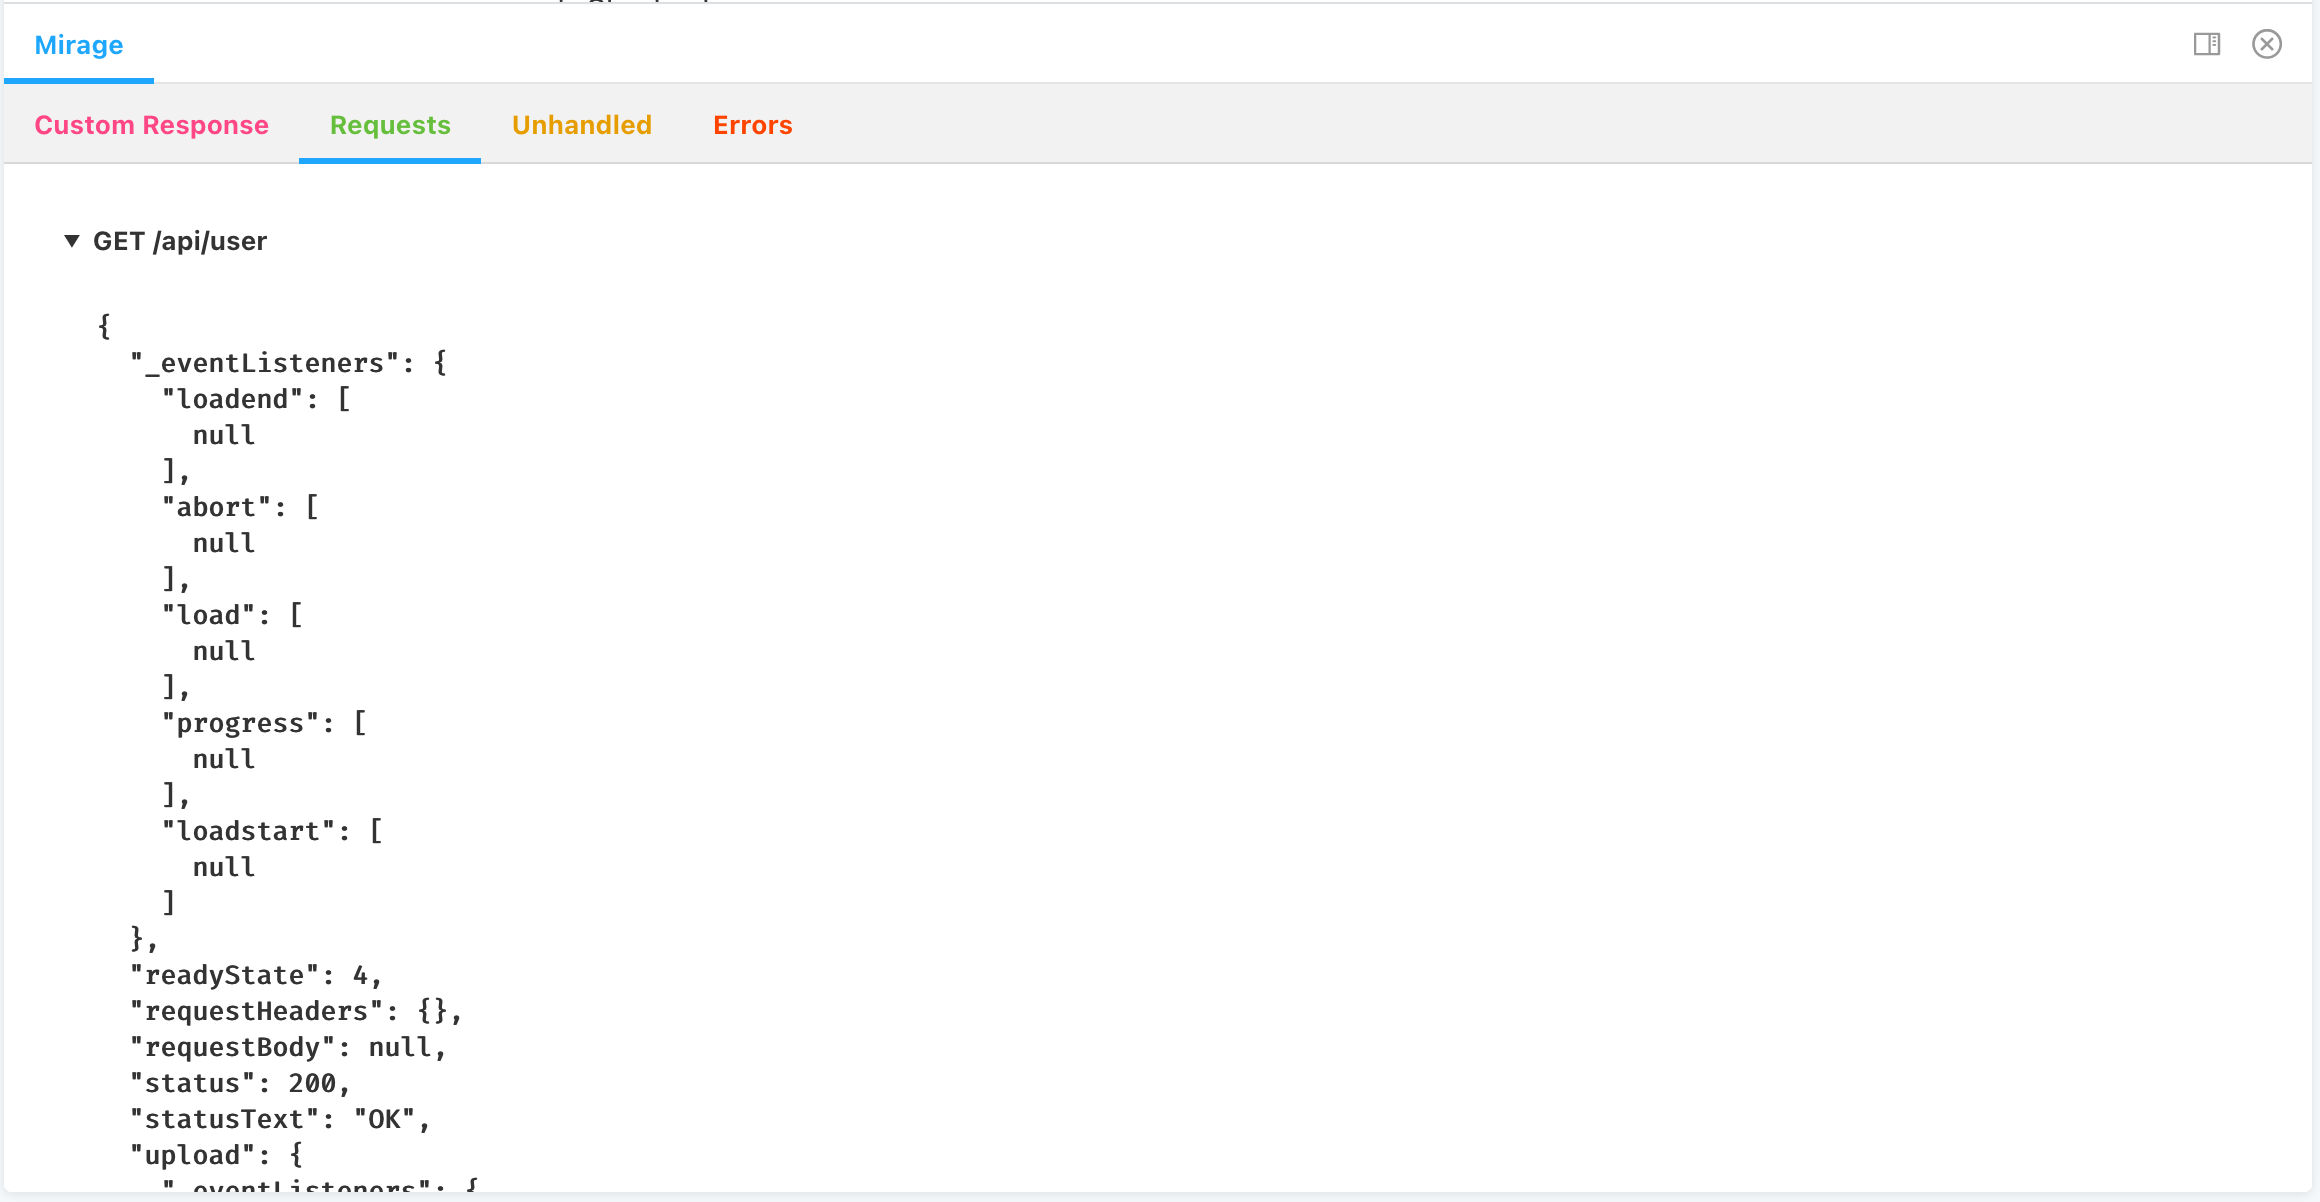 Mirage
Custom Response Requests Unhandled Errors
▼ GET /api/user
{
  "_eventListeners": {
    "loadend": [
      null
    ],
    "abort": [
      null
    ],
    "load": [
      null
    ],
    "progress": [
      null
    ],
    "loadstart": [
      null
    ]
  },
  "readyState": 4,
  "requestHeaders": {},
  "requestBody": null,
  "status": 200,
  "statusText": "OK",
  "upload": {
    "_eventListeners": {